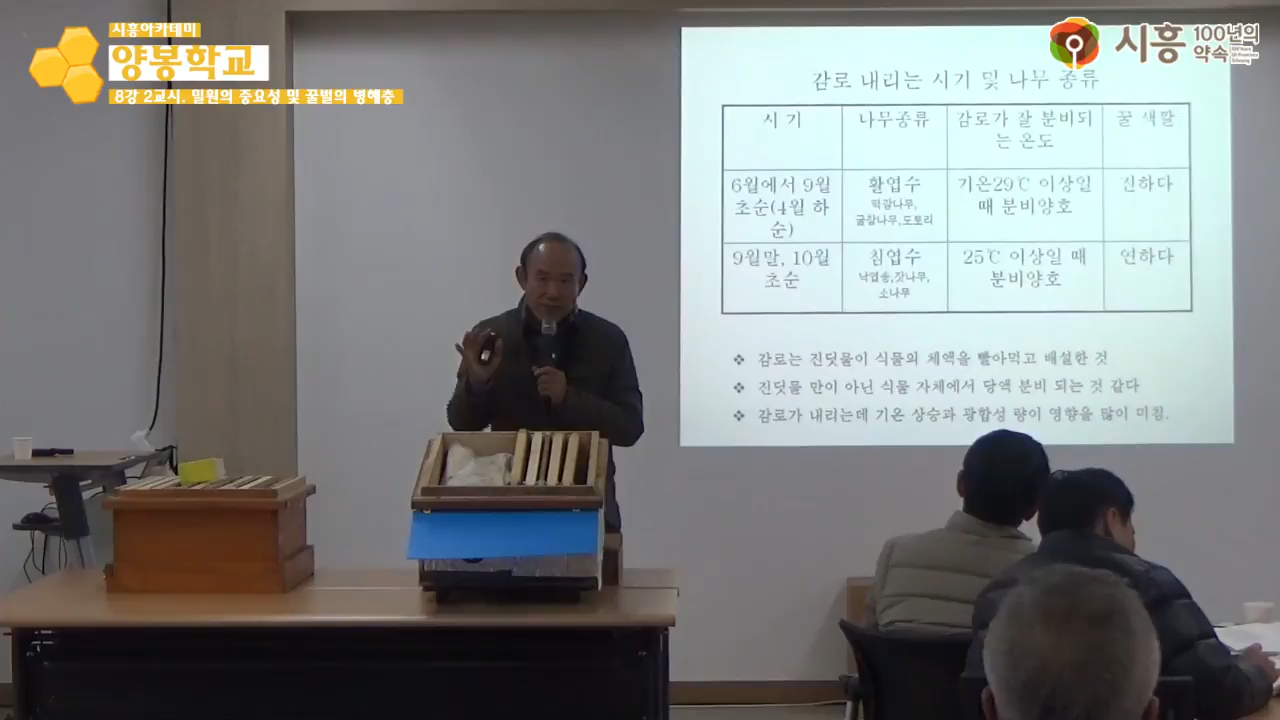 시흥아카데미
양봉학교
8강 2교시. 밀원의 중요성 및 꿀벌의 병해충
시흥 100년의 약속
감로 내리는 시기 및 나무 종류
시 기 나무종류 감로가 잘 분비되는 온도 꿀 색깔
6월에서 9월 초순(4월 하순) 활엽수 떡갈나무, 굴참나무,도토리 기온29℃ 이상일 때 분비양호 진하다
9월말, 10월 초순 침엽수 낙엽송,잣나무, 소나무 25℃ 이상일 때 분비양호 연하다
❖ 감로는 진딧물이 식물의 체액을 빨아먹고 배설한 것
❖ 진딧물 만이 아닌 식물 자체에서 당액 분비 되는 것 같다
❖ 감로가 내리는데 기온 상승과 광합성 량이 영향을 많이 미침.